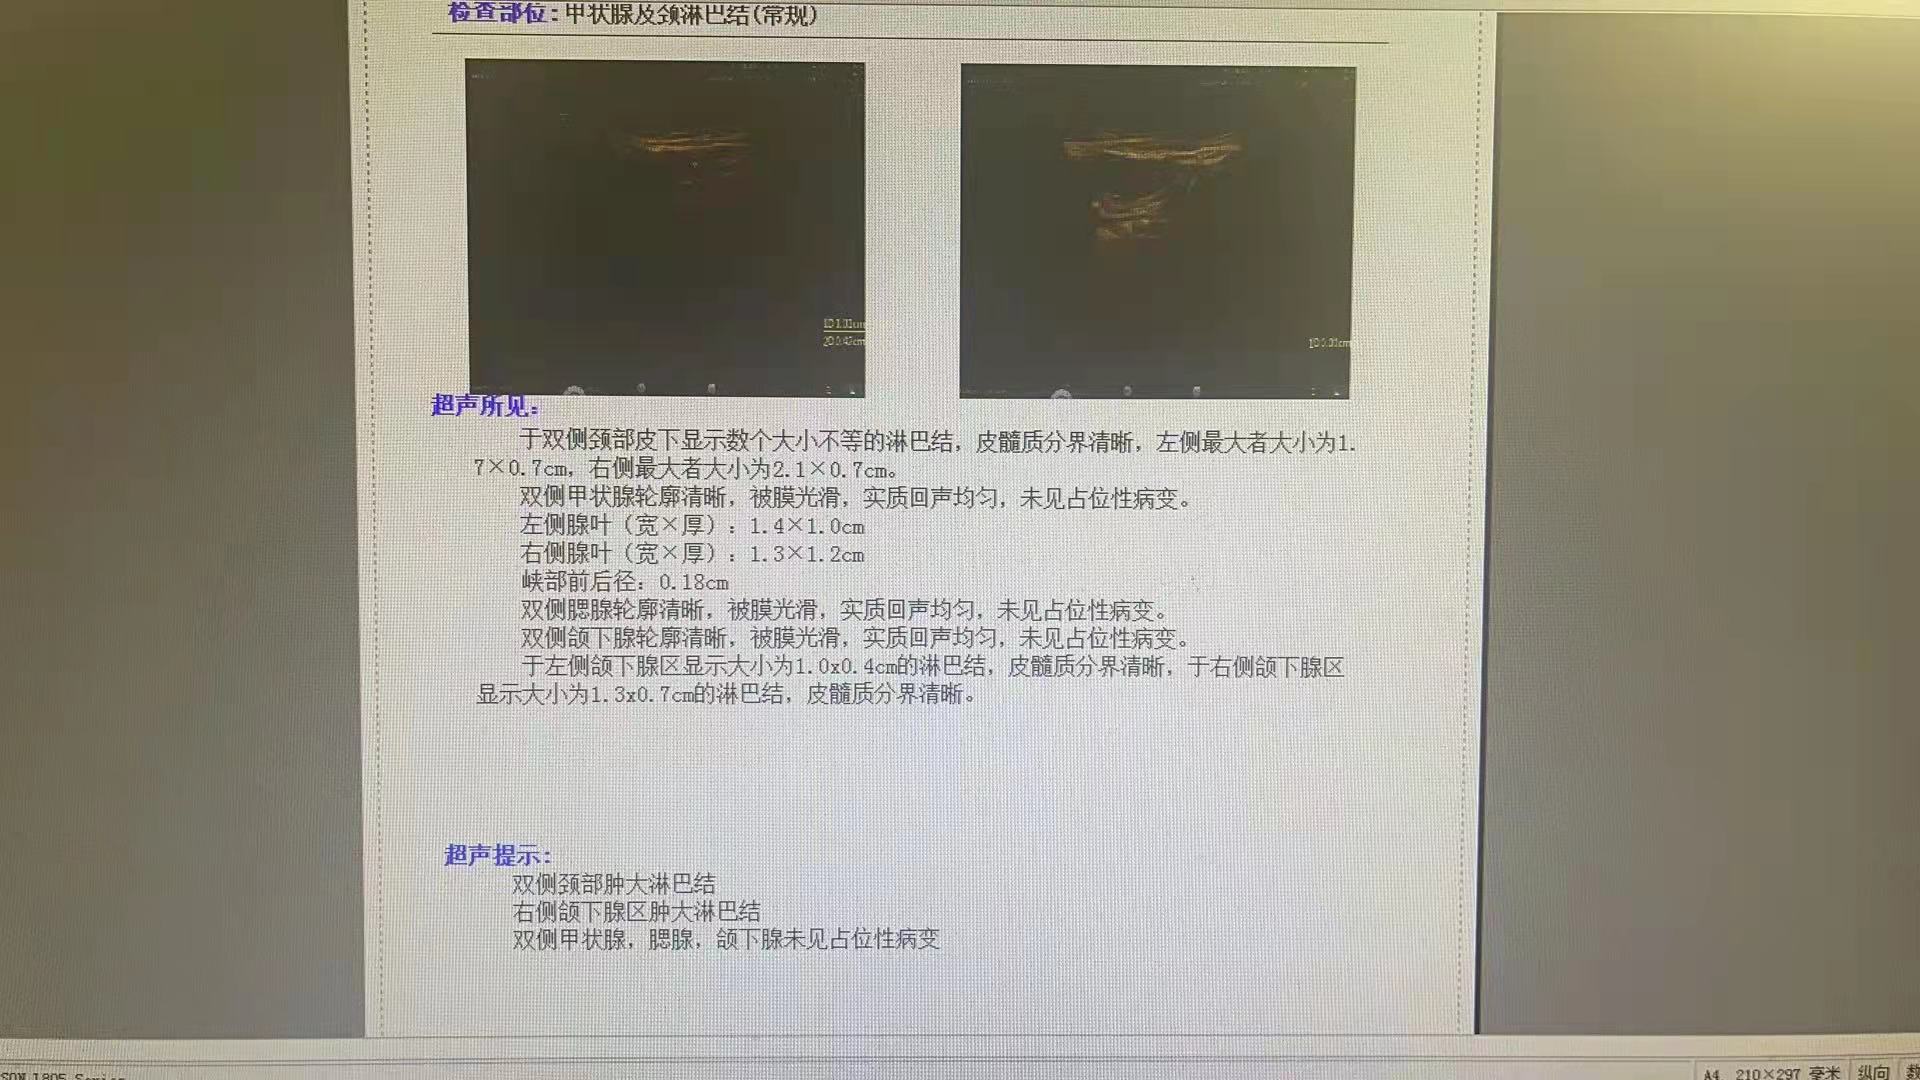 检查部位：甲状腺及颈淋巴结(常规)
1D 1.01cm
2D 0.42cm
超声所见：
于双侧颈部皮下显示数个大小不等的淋巴结，皮髓质分界清晰，左侧最大者大小为1.
7×0.7cm，右侧最大者大小为2.1×0.7cm。
双侧甲状腺轮廓清晰，被膜光滑，实质回声均匀，未见占位性病变。
左侧腺叶（宽×厚）：1.4×1.0cm
右侧腺叶（宽×厚）：1.3×1.2cm
峡部前后径：0.18cm
双侧腮腺轮廓清晰，被膜光滑，实质回声均匀，未见占位性病变。
双侧颌下腺轮廓清晰，被膜光滑，实质回声均匀，未见占位性病变。
于左侧颌下腺区显示大小为1.0x0.4cm的淋巴结，皮髓质分界清晰，于右侧颌下腺区
显示大小为1.3x0.7cm的淋巴结，皮髓质分界清晰。
超声提示：
双侧颈部肿大淋巴结
右侧颌下腺区肿大淋巴结
双侧甲状腺，腮腺，颌下腺未见占位性病变
A4 210×297 毫米 纵向